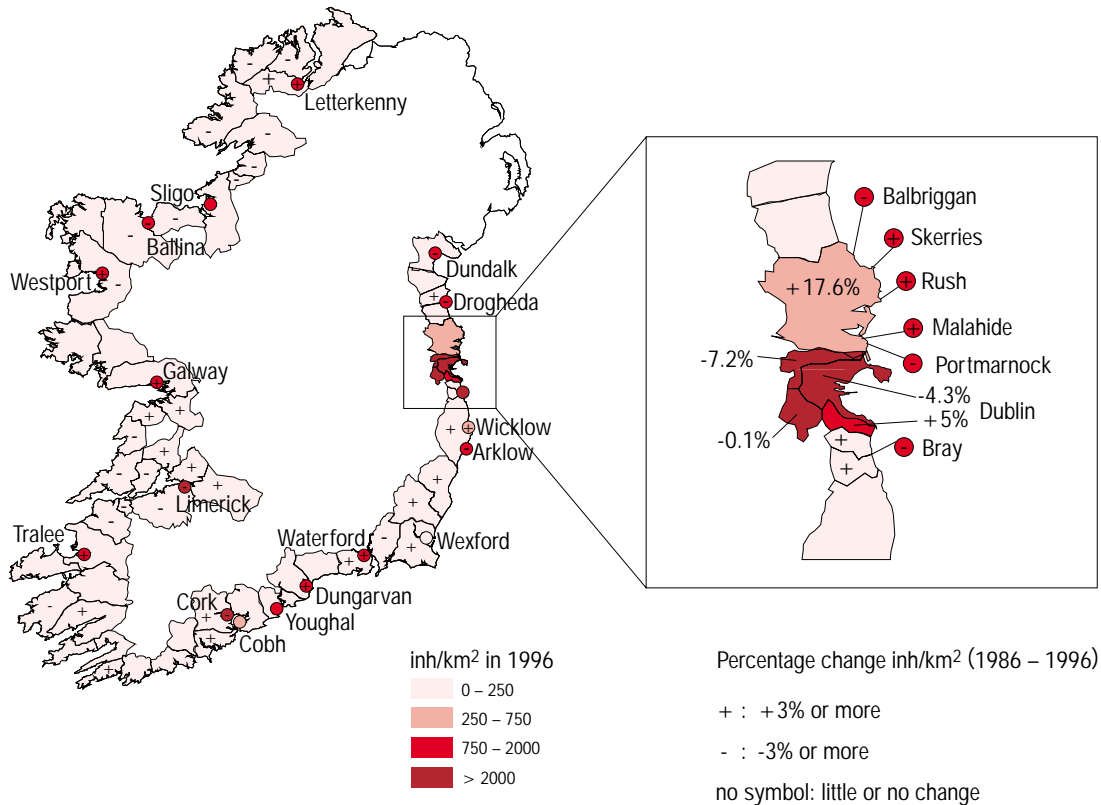 Letterkenny
Sligo
Ballina
Westport
Galway
Limerick
Tralee
Cork
Cobh
Youghal
Dungarvan
Waterford
Wexford
Arklow
Wicklow
Drogheda
Dundalk
Balbriggan
Skerries
+17.6%
Rush
Malahide
-7.2%
Portmarnock
-4.3%
Dublin
+5%
-0.1%
Bray
inh/km² in 1996
0 – 250
250 – 750
750 – 2000
> 2000
Percentage change inh/km² (1986 – 1996)
+ : +3% or more
- : -3% or more
no symbol: little or no change